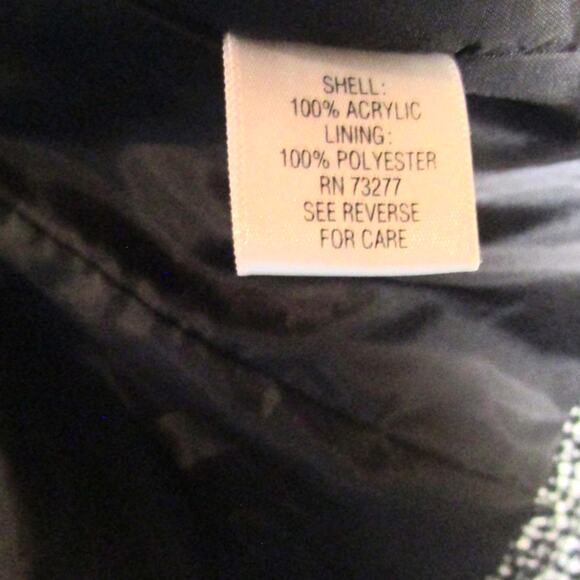 SHELL:
100% ACRYLIC
LINING:
100% POLYESTER
RN 73277
SEE REVERSE
FOR CARE